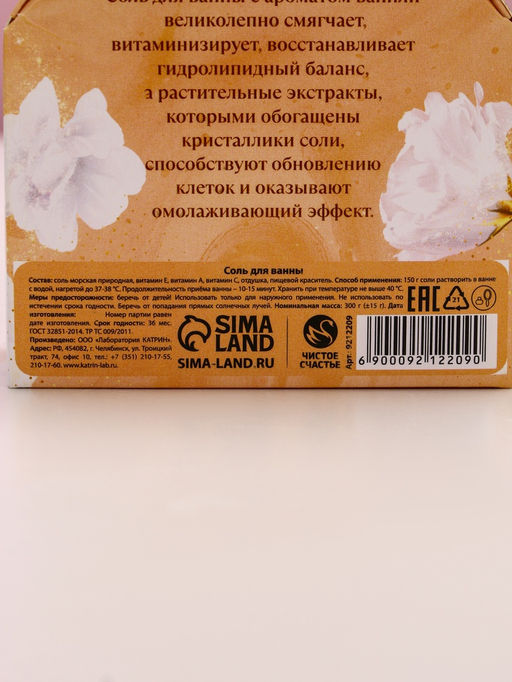 Соль для ванны с ароматом ванили
великолепно смягчает,
витаминизирует, восстанавливает
гидролипидный баланс,
а растительные экстракты,
которыми обогащены
кристаллики соли,
способствуют обновлению
клеток и оказывают
омолаживающий эффект.
Соль для ванны
Состав: соль морская природная, витамин Е, витамин А, витамин С, отдушка, пищевой краситель. Способ применения: 150 г соли растворить в ванне
с водой, нагретой до 37-38 °C. Продолжительность приёма ванны – 10-15 минут. Хранить при температуре не выше 40 °C.
Меры предосторожности: беречь от детей! Использовать только для наружного применения. Не использовать по
истечении срока годности. Беречь от попадания прямых солнечных лучей. Номинальная масса: 300 г (±15 г). Дата
изготовления: Номер партии равен
дате изготовления. Срок годности: 36 мес.
ГОСТ 32851-2014. ТР ТС 009/2011.
Произведено: ООО «Лаборатория КАТРИН».
Адрес: РФ, 454082, г. Челябинск, ул. Троицкий
тракт, 74, офис 10, тел.: +7 (351) 210-17-55,
210-17-60. www.katrin-lab.ru
SIMA
LAND
SIMA-LAND.RU
ЧИСТОЕ
СЧАСТЬЕ
Арт. 9212209
EAC
21
6 900092 122090